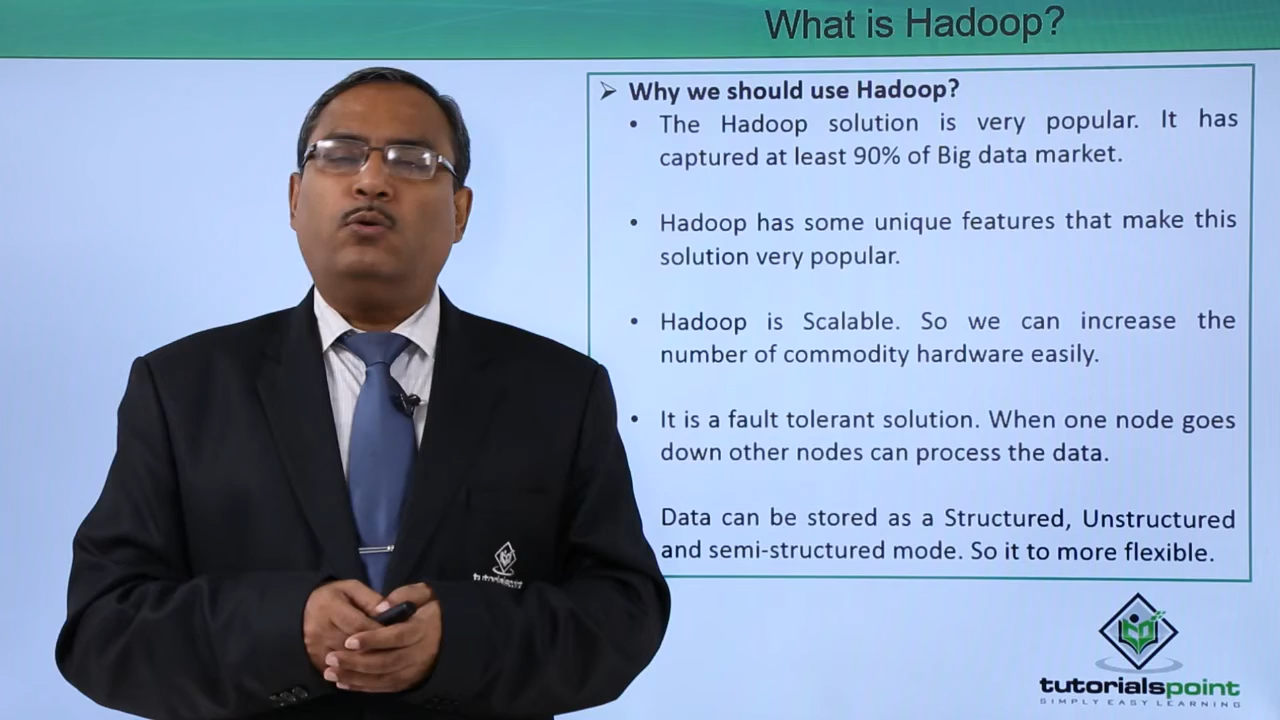 What is Hadoop?
➢ Why we should use Hadoop?
• The Hadoop solution is very popular. It has
captured at least 90% of Big data market.
• Hadoop has some unique features that make this
solution very popular.
• Hadoop is Scalable. So we can increase the
number of commodity hardware easily.
• It is a fault tolerant solution. When one node goes
down other nodes can process the data.
Data can be stored as a Structured, Unstructured
and semi-structured mode. So it to more flexible.
tutorialspoint
tutorialspoint
SIMPLY EASY LEARNING